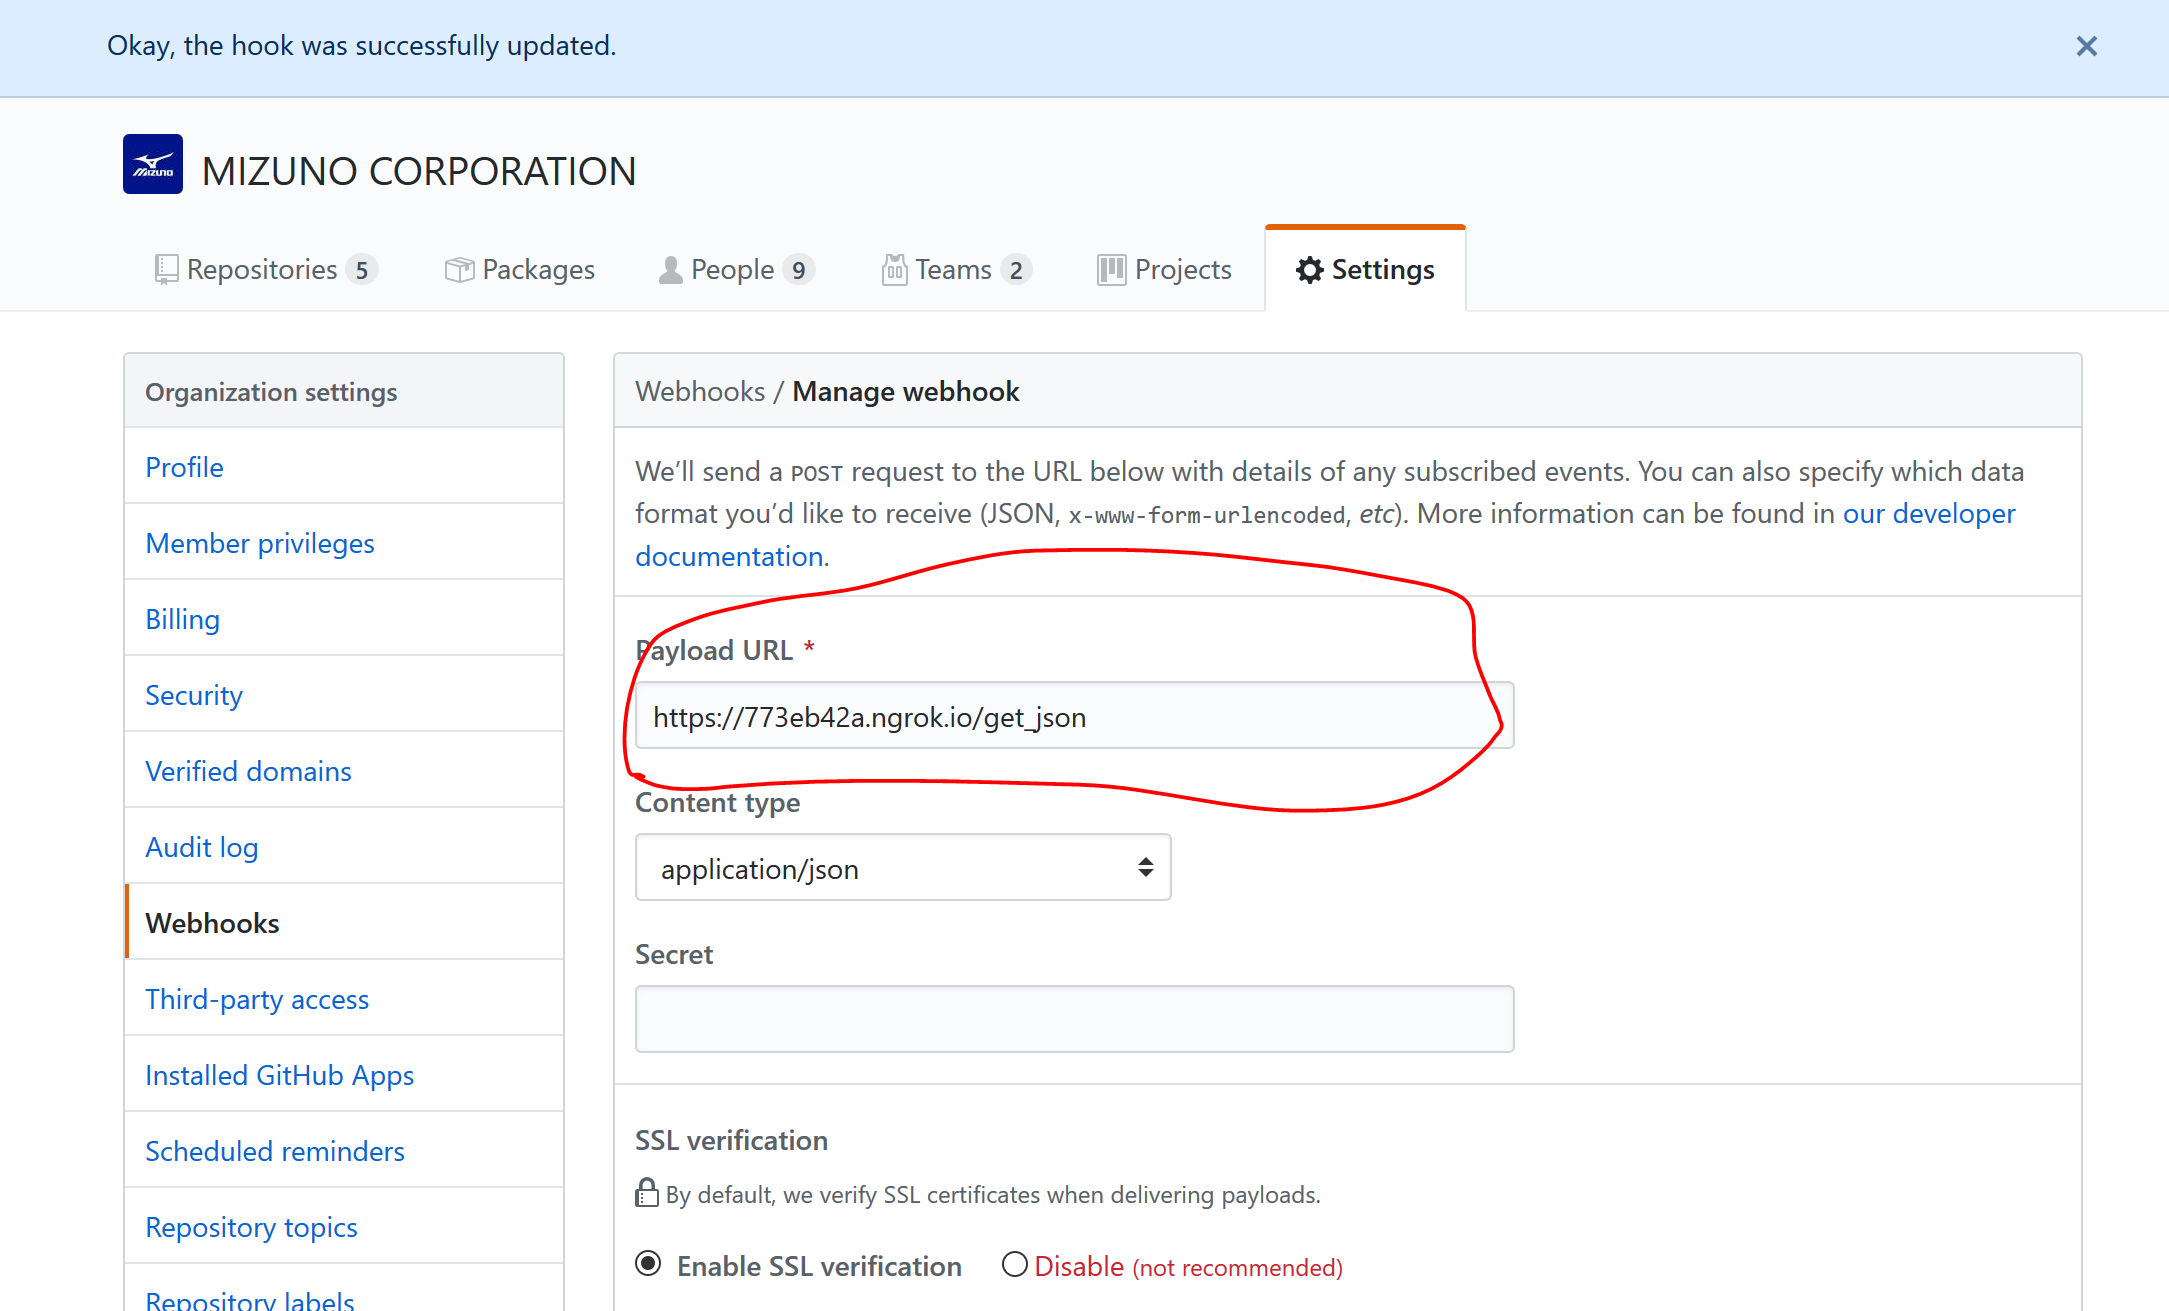 Okay, the hook was successfully updated.
MIZUNO
MIZUNO CORPORATION
Repositories 5
Packages
People 9
Teams 2
Projects
Settings
Organization settings
Profile
Member privileges
Billing
Security
Verified domains
Audit log
Webhooks
Third-party access
Installed GitHub Apps
Scheduled reminders
Repository topics
Repository labels
Webhooks / Manage webhook
We’ll send a POST request to the URL below with details of any subscribed events. You can also specify which data
format you’d like to receive (JSON, x-www-form-urlencoded, etc). More information can be found in our developer
documentation.
Payload URL *
https://773eb42a.ngrok.io/get_json
Content type
application/json
Secret
SSL verification
By default, we verify SSL certificates when delivering payloads.
Enable SSL verification
Disable (not recommended)